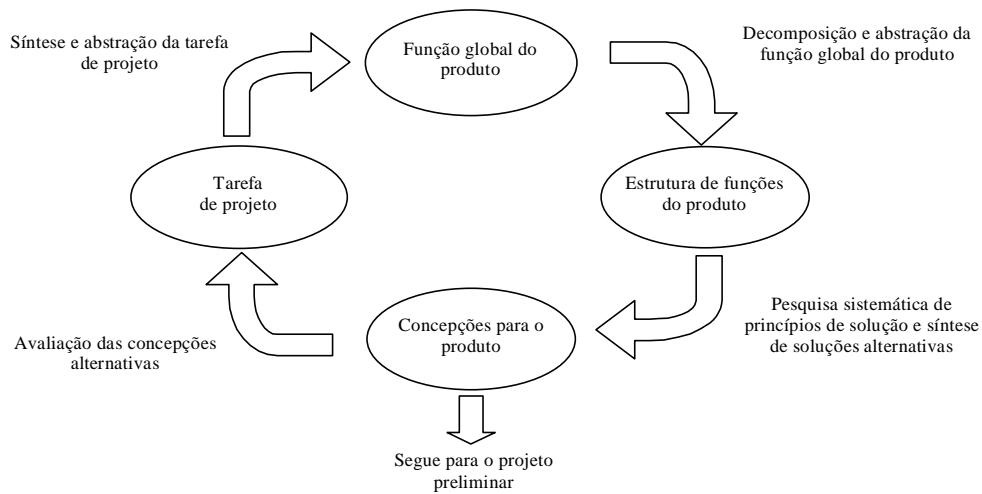 Síntese e abstração da tarefa
de projeto
Função global do
produto
Decomposição e abstração da
função global do produto
Tarefa
de projeto
Estrutura de funções
do produto
Avaliação das concepções
alternativas
Concepções para o
produto
Pesquisa sistemática de
princípios de solução e síntese
de soluções alternativas
Segue para o projeto
preliminar